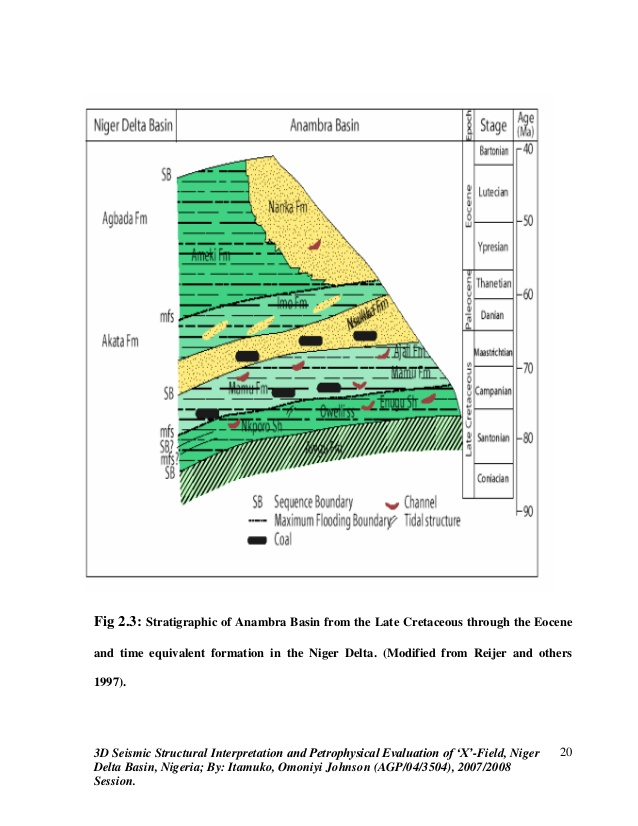 Niger Delta Basin
Anambra Basin
Epoch
Stage
Age
(Ma)
SB
Agbada Fm
mfs
Akata Fm
SB
mfs
SB?
mfs?
SB
Nanka Fm
Ameki Fm
Imo Fm
Nsukka Fm
Ajali Fm.
Mamu Fm
Mamu Fm.
Enugu Sh
Owelli ss
Nkporo Sh
Eocene
Paleocene
Late Cretaceous
Bartonian
Lutecian
Ypresian
Thanetian
Danian
Maastrichtian
Campanian
Santonian
Coniacian
40
50
60
70
80
90
SB Sequence Boundary
Channel
Maximum Flooding Boundary
Tidal structure
Coal
Fig 2.3: Stratigraphic of Anambra Basin from the Late Cretaceous through the Eocene
and time equivalent formation in the Niger Delta. (Modified from Reijer and others
1997).
3D Seismic Structural Interpretation and Petrophysical Evaluation of ‘X’-Field, Niger
Delta Basin, Nigeria; By: Itamuko, Omoniyi Johnson (AGP/04/3504), 2007/2008
Session.
20